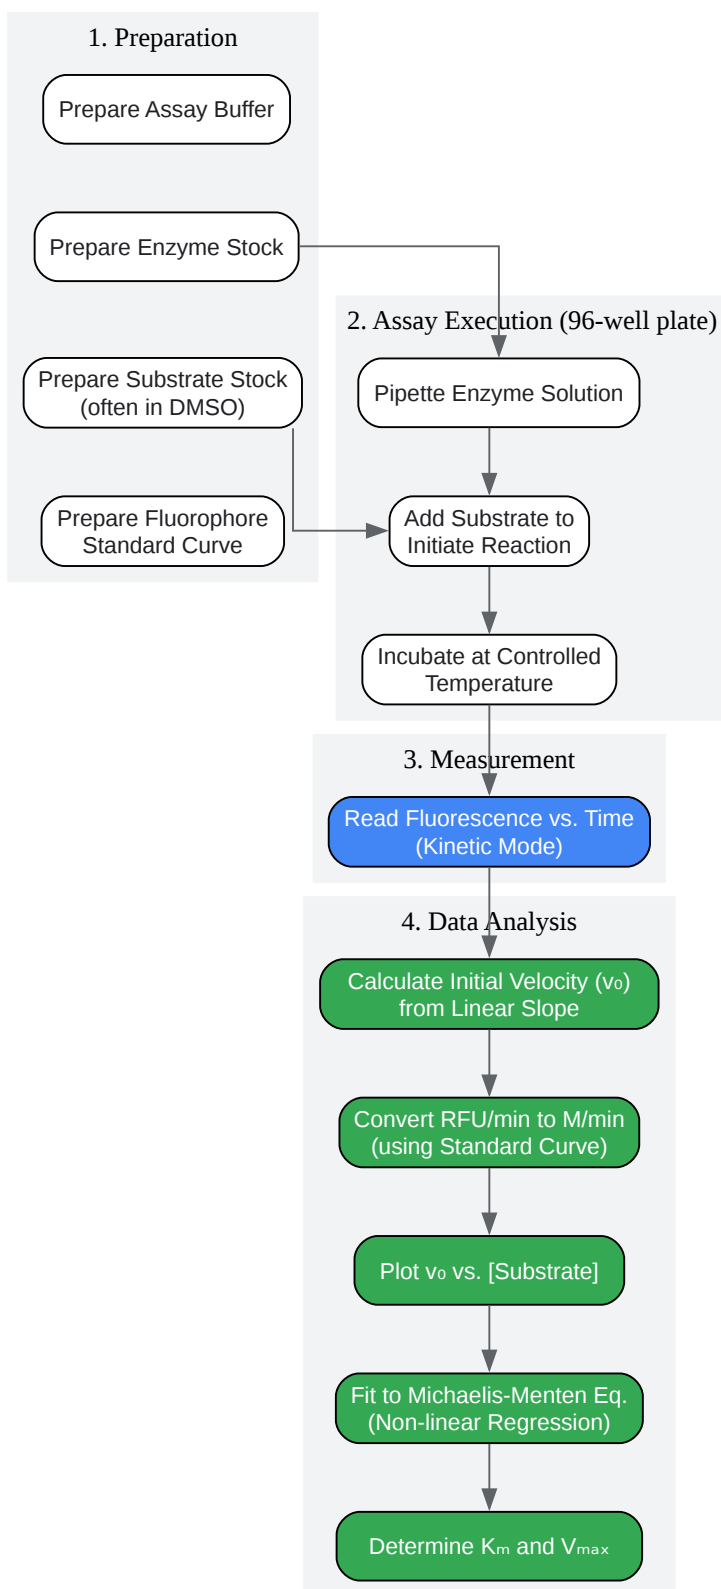 1. Preparation
Prepare Assay Buffer
Prepare Enzyme Stock
Prepare Substrate Stock
(often in DMSO)
Prepare Fluorophore
Standard Curve
2. Assay Execution (96-well plate)
Pipette Enzyme Solution
Add Substrate to
Initiate Reaction
Incubate at Controlled
Temperature
3. Measurement
Read Fluorescence vs. Time
(Kinetic Mode)
4. Data Analysis
Calculate Initial Velocity (v₀)
from Linear Slope
Convert RFU/min to M/min
(using Standard Curve)
Plot v₀ vs. [Substrate]
Fit to Michaelis-Menten Eq.
(Non-linear Regression)
Determine Kₘ and Vₘₐₓ